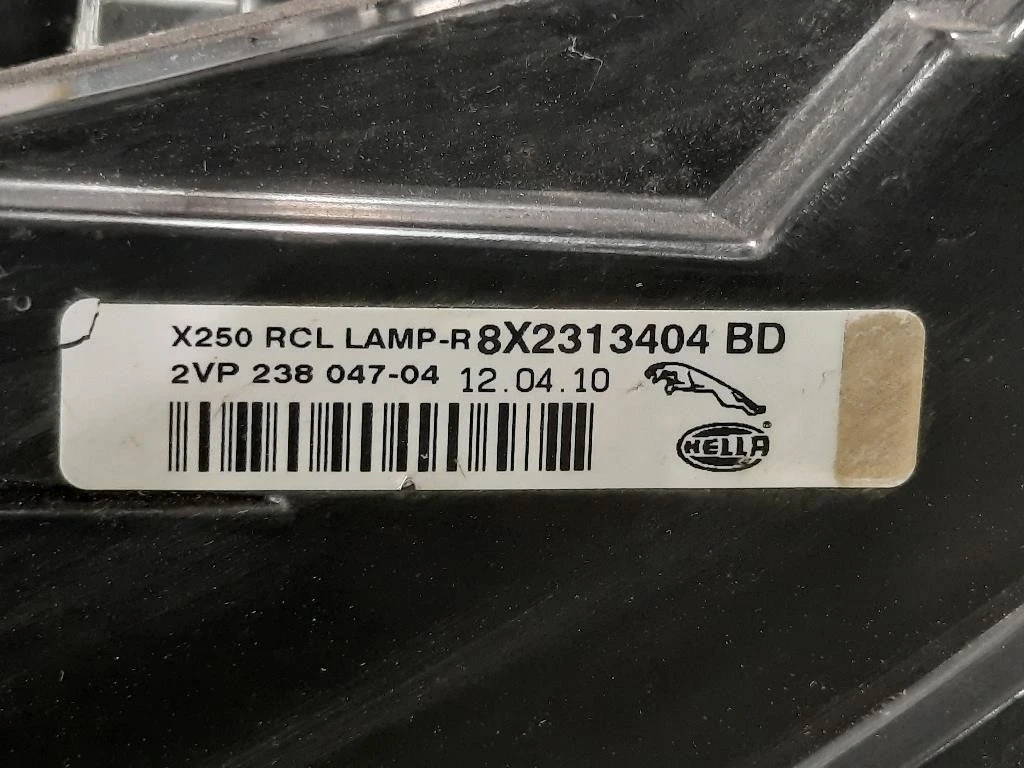 X250 RCL LAMP-R 8X2313404 BD
2VP 238 047-04 12.04.10
HELLA®